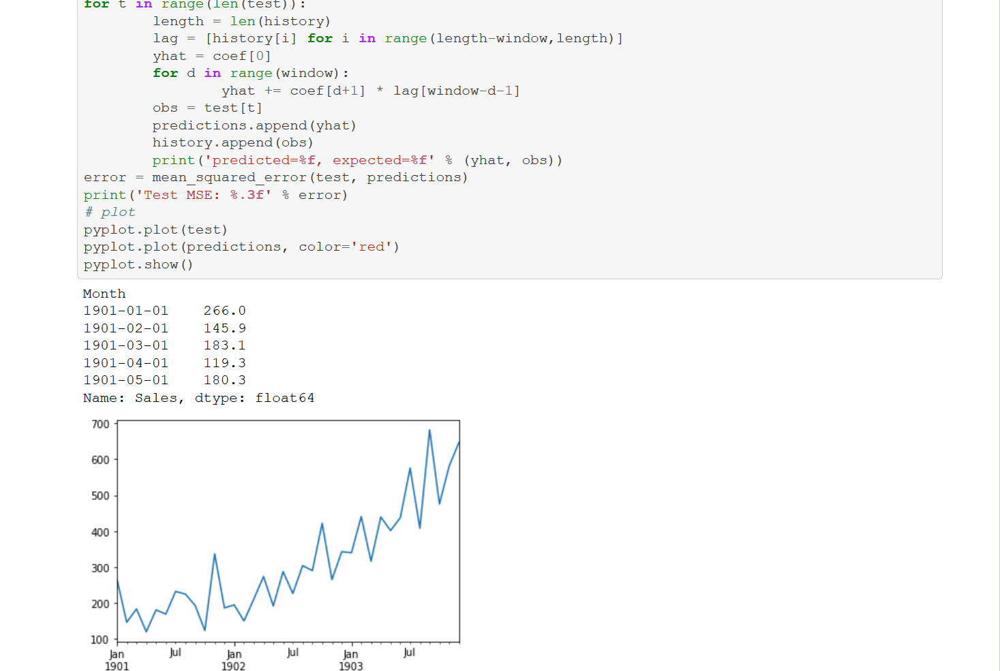 for t in range(len(test)):
length = len(history)
lag = [history[i] for i in range(length-window,length)]
yhat = coef[0]
for d in range(window):
yhat += coef[d+1] * lag[window-d-1]
obs = test[t]
predictions.append(yhat)
history.append(obs)
print('predicted=%f, expected=%f' % (yhat, obs))
error = mean_squared_error(test, predictions)
print('Test MSE: %.3f' % error)
# plot
pyplot.plot(test)
pyplot.plot(predictions, color='red')
pyplot.show()
Month
1901-01-01    266.0
1901-02-01    145.9
1901-03-01    183.1
1901-04-01    119.3
1901-05-01    180.3
Name: Sales, dtype: float64
700
600
500
400
300
200
100
Jan Jul Jan Jul Jan Jul
1901 1902 1903